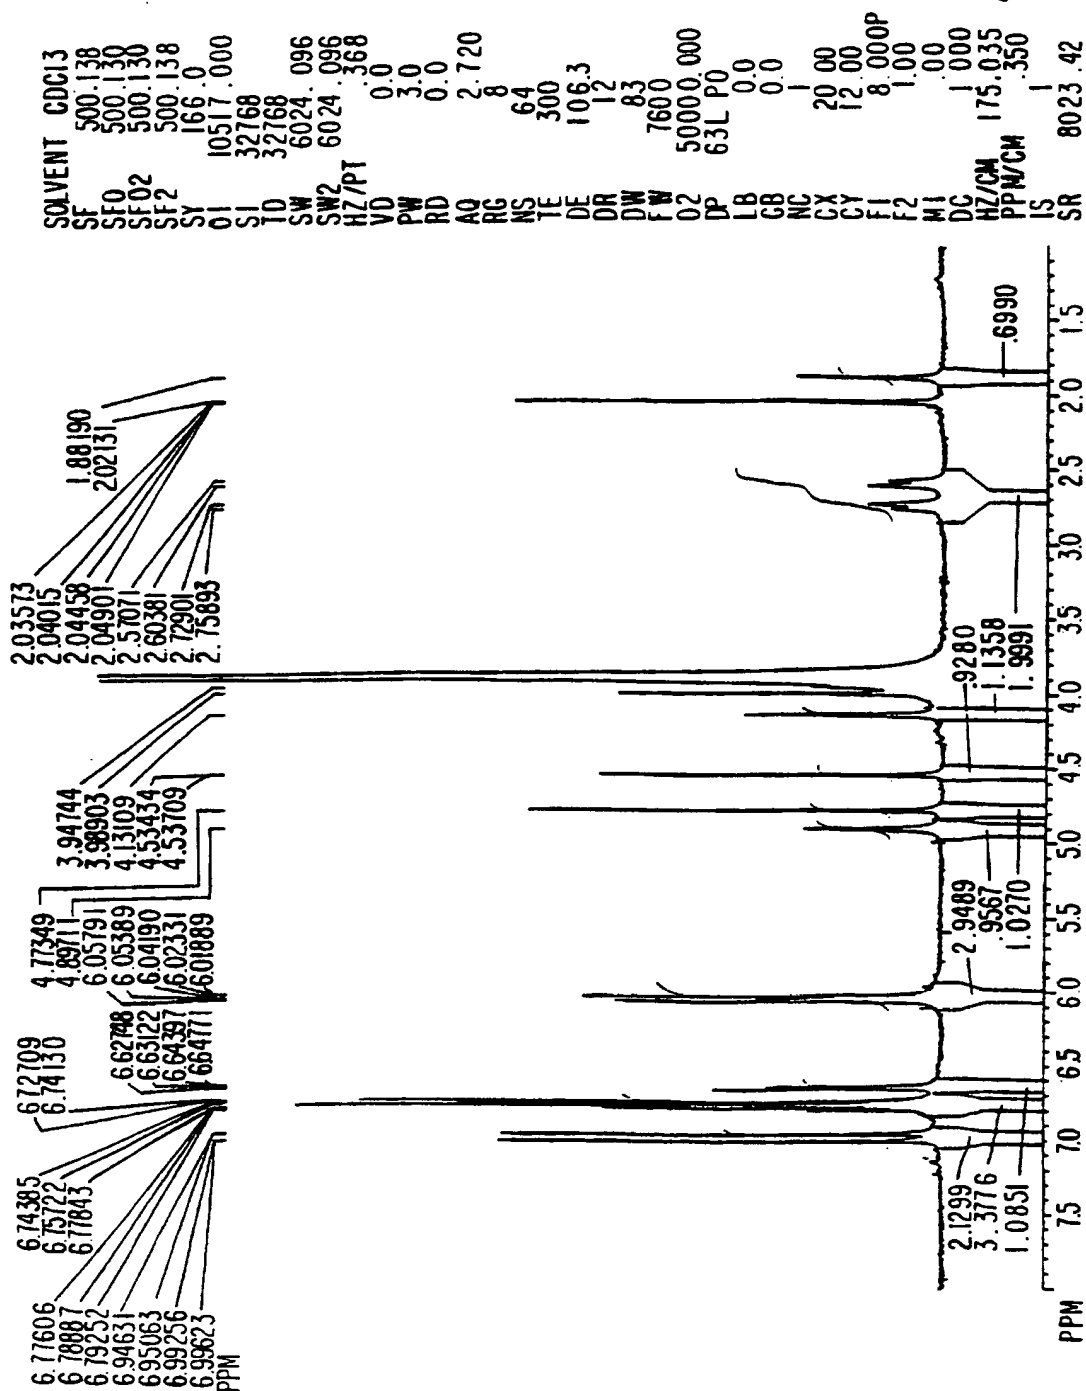 SOLVENT CDCl3
SF 500.138
SFO 500.130
SFO2 500.130
SF2 500.138
SY 166.0
O1 10517.000
SI 32768
TD 32768
SW 6024.096
SW2 6024.096
HZ/PT .368
VD 0.0
PW 3.0
RD 0.0
AQ 2.720
RG 8
NS 64
TE 300
DE 106.3
DR 12
DW 83
FW 7600
O2 50000.000
DP 63L PO
LB 0.0
GB 0.0
NC 1
CX 20.00
CY 12.00
F1 8.000P
F2 1.00
MI .00
DC 1.000
HZ/CM 175.035
PPM/CM .350
IS 1
SR 8023.42
1.88190
2.02131
2.03573
2.04015
2.04458
2.04901
2.57071
2.60381
2.72901
2.75893
3.94744
3.98903
4.13109
4.53434
4.53709
4.77349
4.89711
6.05791
6.05389
6.04190
6.02331
6.01889
6.62748
6.63122
6.64397
6.64771
6.72709
6.74130
6.74385
6.75722
6.77843
6.77606
6.78887
6.79252
6.94631
6.95063
6.99256
6.99623
PPM
.6990
1.9991
1.1358
.9280
1.0270
.9567
2.9489
1.0851
3.3776
2.1299
PPM 7.5 7.0 6.5 6.0 5.5 5.0 4.5 4.0 3.5 3.0 2.5 2.0 1.5